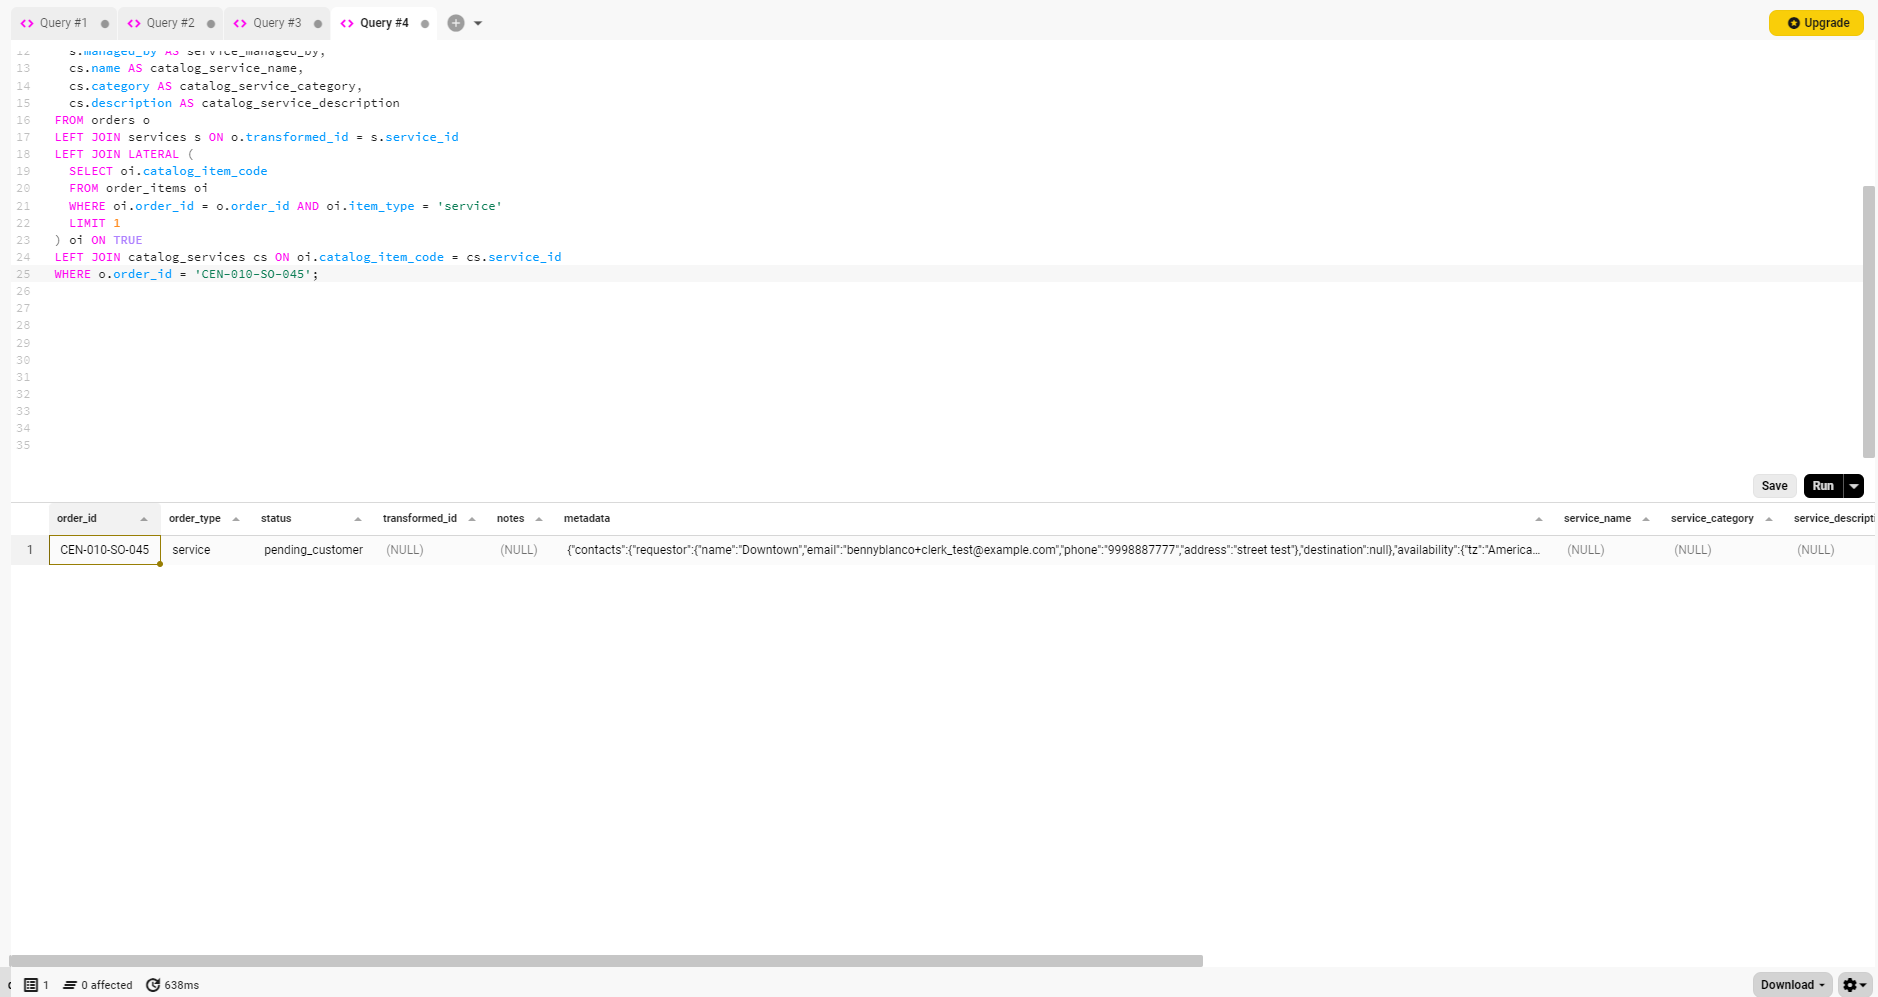 Query #1
Query #2
Query #3
Query #4
Upgrade
12 s.managed_by AS service_managed_by,
13 cs.name AS catalog_service_name,
14 cs.category AS catalog_service_category,
15 cs.description AS catalog_service_description
16 FROM orders o
17 LEFT JOIN services s ON o.transformed_id = s.service_id
18 LEFT JOIN LATERAL (
19 SELECT oi.catalog_item_code
20 FROM order_items oi
21 WHERE oi.order_id = o.order_id AND oi.item_type = 'service'
22 LIMIT 1
23 ) oi ON TRUE
24 LEFT JOIN catalog_services cs ON oi.catalog_item_code = cs.service_id
25 WHERE o.order_id = 'CEN-010-SO-045';
26
27
28
29
30
31
32
33
34
35
Save Run
order_id order_type status transformed_id notes metadata service_name service_category service_descripti
1 CEN-010-SO-045 service pending_customer (NULL) (NULL) {"contacts":{"requestor":{"name":"Downtown","email":"bennyblanco+clerk_test@example.com","phone":"9998887777","address":"street test"},"destination":null},"availability":{"tz":"America... (NULL) (NULL) (NULL)
1 0 affected 638ms
Download